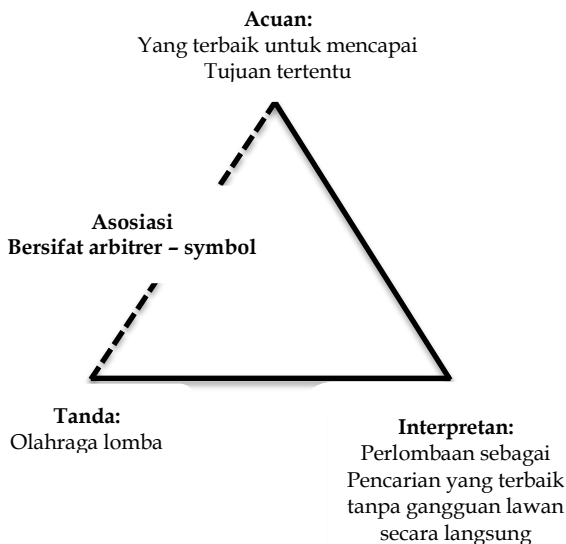 Acuan:
Yang terbaik untuk mencapai
Tujuan tertentu
Asosiasi
Bersifat arbitrer – symbol
Tanda:
Olahraga lomba
Interpretan:
Perlombaan sebagai
Pencarian yang terbaik
tanpa gangguan lawan
secara langsung